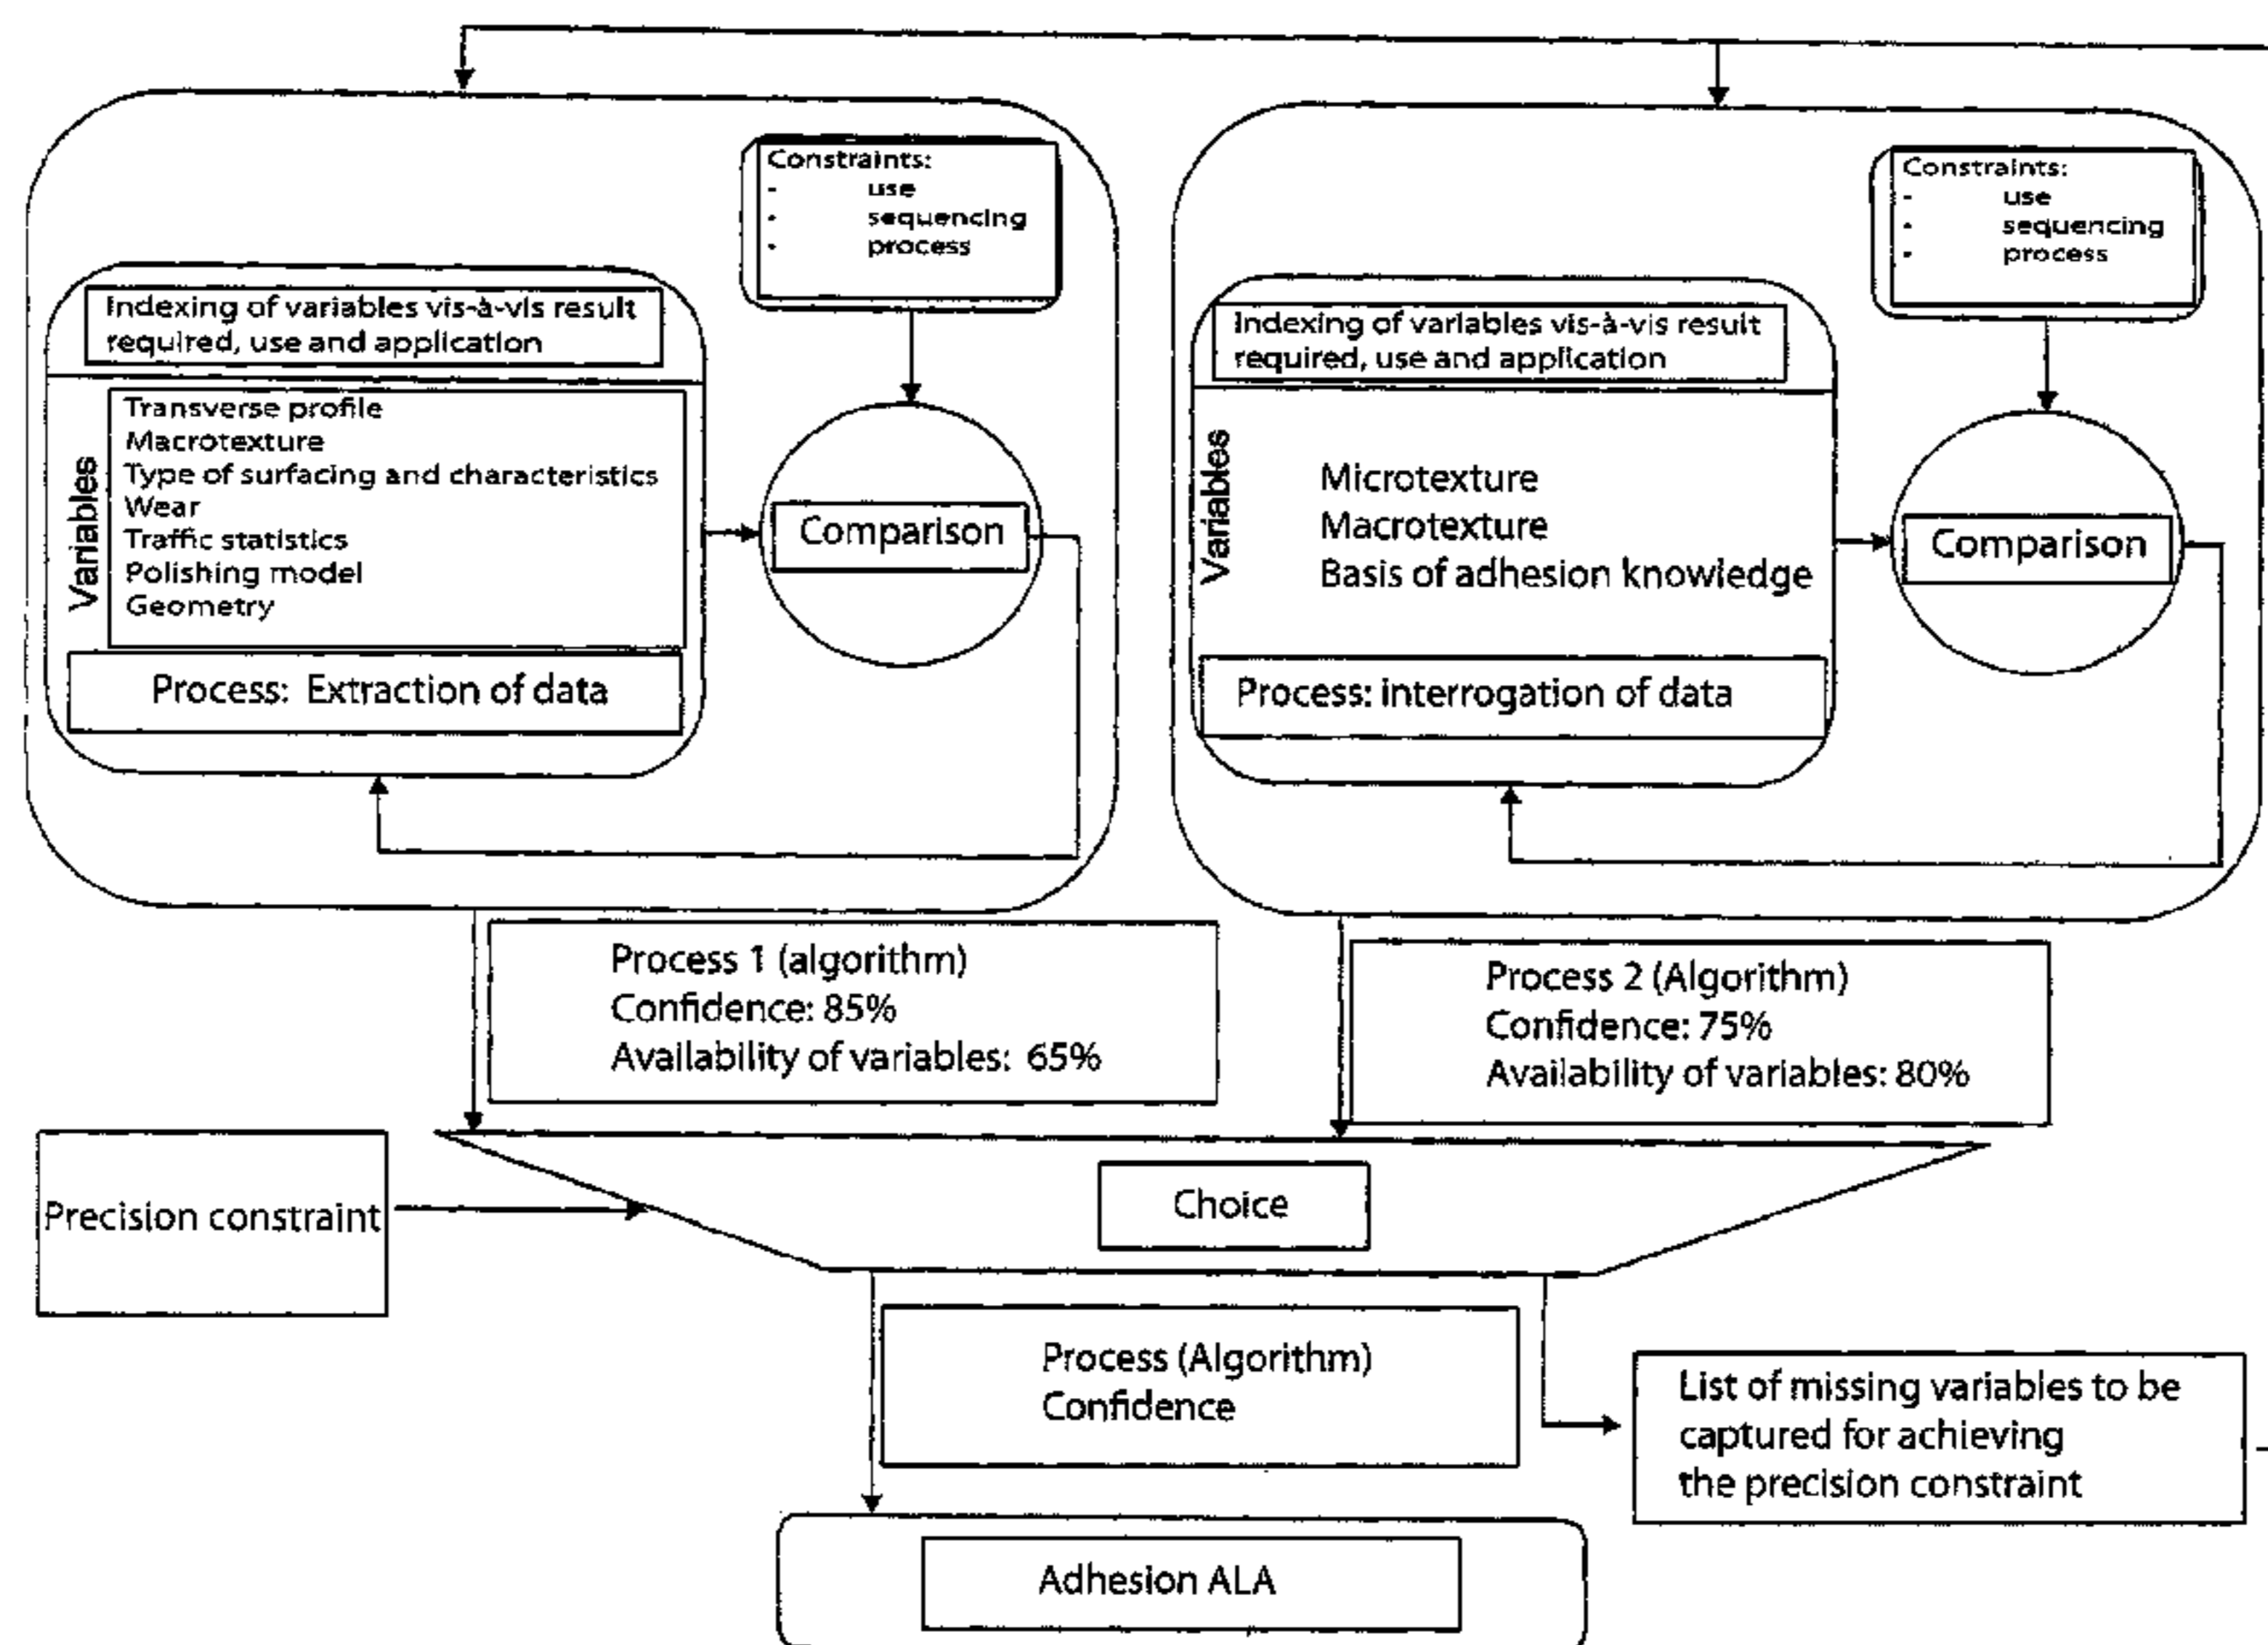 Constraints:
- use
- sequencing
- process
Indexing of variables vis-à-vis result
required, use and application
Variables
Transverse profile
Macrotexture
Type of surfacing and characteristics
Wear
Traffic statistics
Polishing model
Geometry
Process: Extraction of data
Comparison
Constraints:
- use
- sequencing
- process
Indexing of variables vis-à-vis result
required, use and application
Variables
Microtexture
Macrotexture
Basis of adhesion knowledge
Process: interrogation of data
Comparison
Process 1 (algorithm)
Confidence: 85%
Availability of variables: 65%
Process 2 (Algorithm)
Confidence: 75%
Availability of variables: 80%
Precision constraint
Choice
Process (Algorithm)
Confidence
List of missing variables to be
captured for achieving
the precision constraint
Adhesion ALA